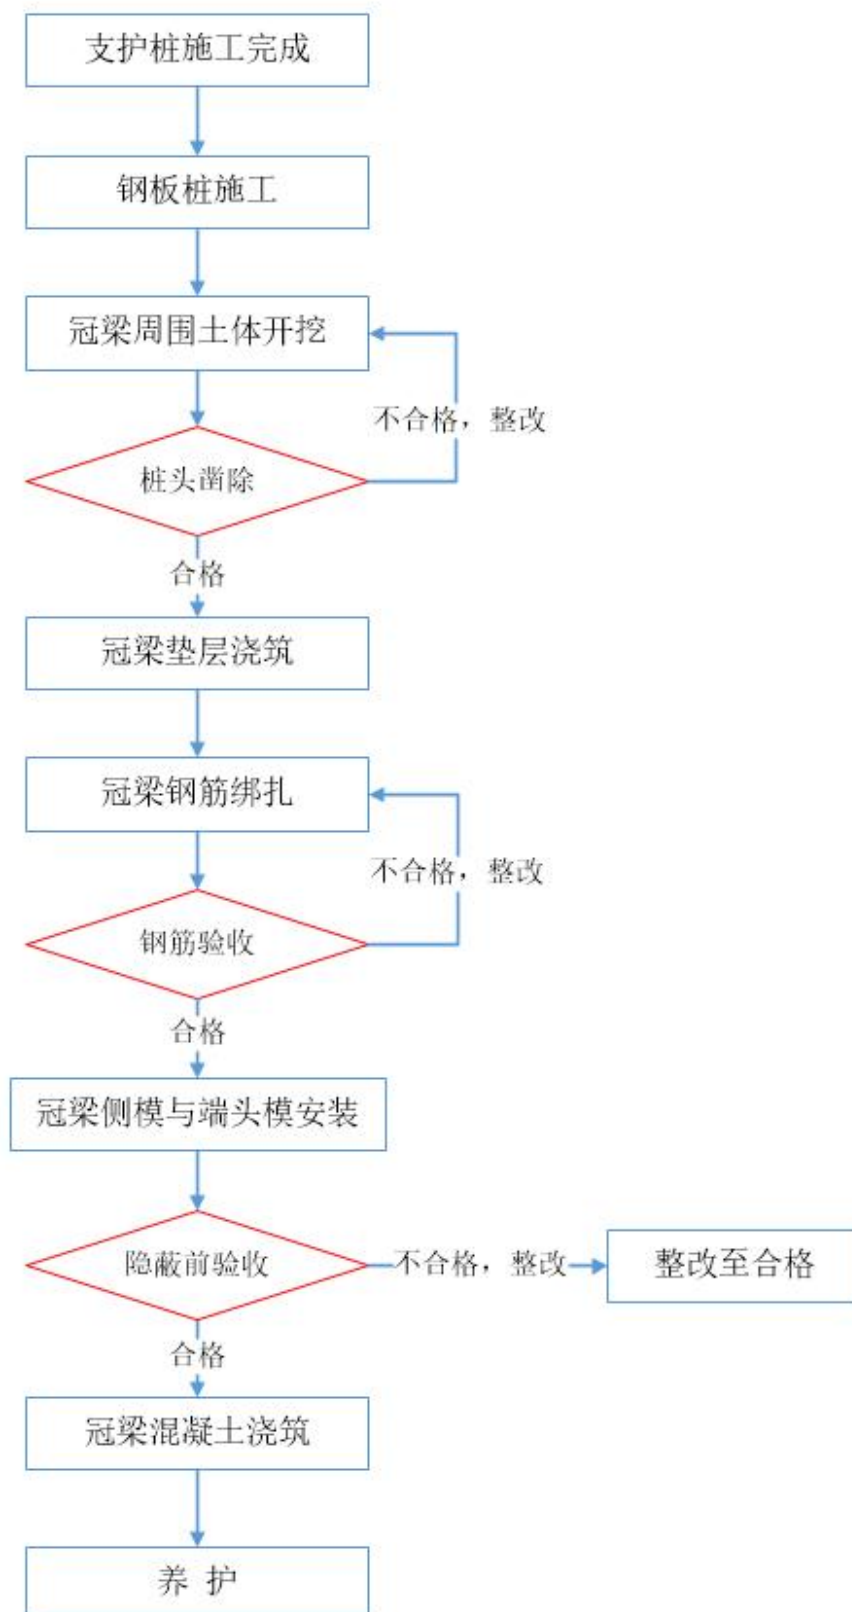 支护桩施工完成
钢板桩施工
冠梁周围土体开挖
不合格，整改
桩头凿除
合格
冠梁垫层浇筑
冠梁钢筋绑扎
不合格，整改
钢筋验收
合格
冠梁侧模与端头模安装
隐蔽前验收
不合格，整改
整改至合格
合格
冠梁混凝土浇筑
养 护